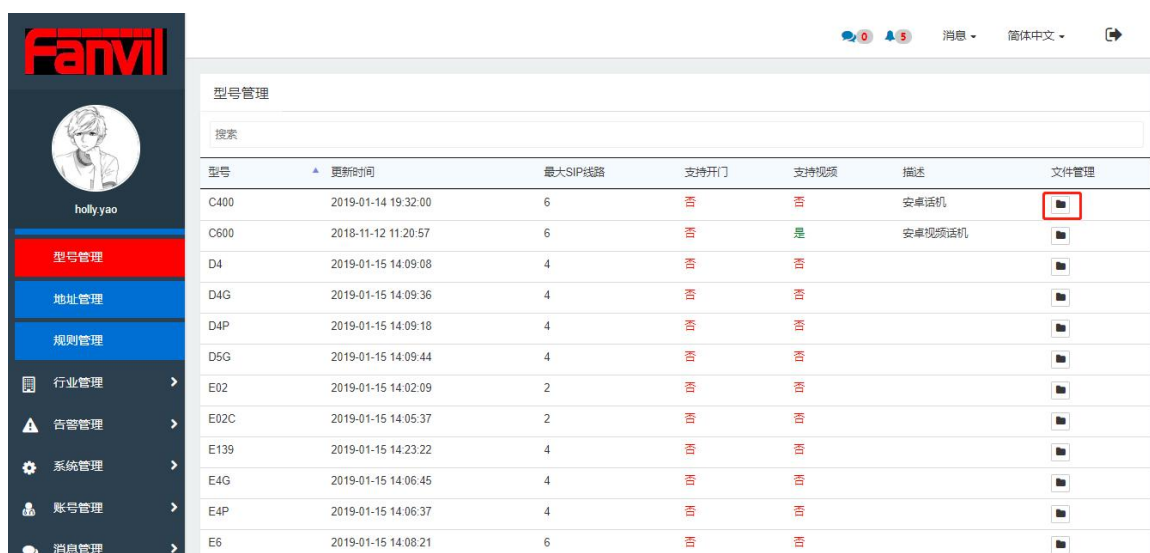 Fanvil
0 5 消息 简体中文
holly.yao
型号管理
地址管理
规则管理
行业管理
告警管理
系统管理
账号管理
消息管理
型号管理
搜索
型号 更新时间 最大SIP线路 支持开门 支持视频 描述 文件管理
C400 2019-01-14 19:32:00 6 否 否 安卓话机
C600 2018-11-12 11:20:57 6 否 是 安卓视频话机
D4 2019-01-15 14:09:08 4 否 否
D4G 2019-01-15 14:09:36 4 否 否
D4P 2019-01-15 14:09:18 4 否 否
D5G 2019-01-15 14:09:44 4 否 否
E02 2019-01-15 14:02:09 2 否 否
E02C 2019-01-15 14:05:37 2 否 否
E139 2019-01-15 14:23:22 4 否 否
E4G 2019-01-15 14:06:45 4 否 否
E4P 2019-01-15 14:06:37 4 否 否
E6 2019-01-15 14:08:21 6 否 否